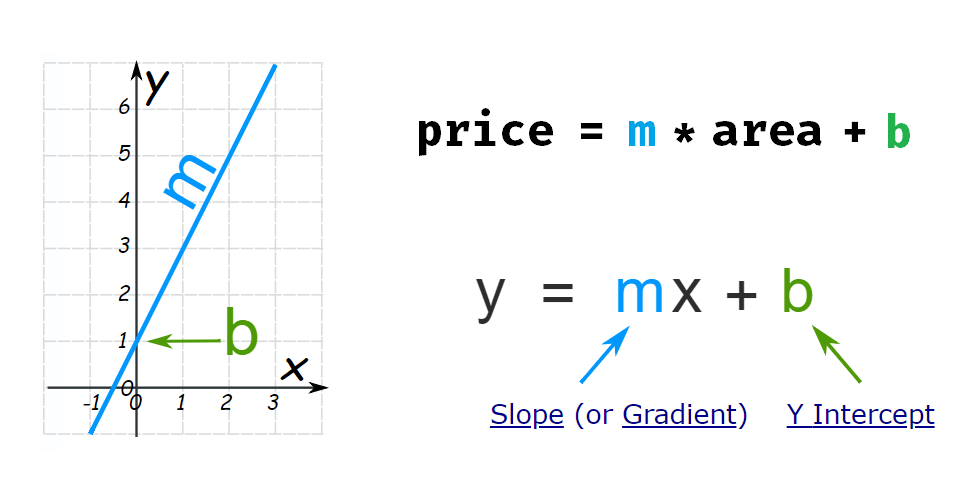 y
6
5
4
3
2
1
0
-1 0 1 2 3
x
m
b
price = m * area + b
y = mx + b
Slope (or Gradient)
Y Intercept